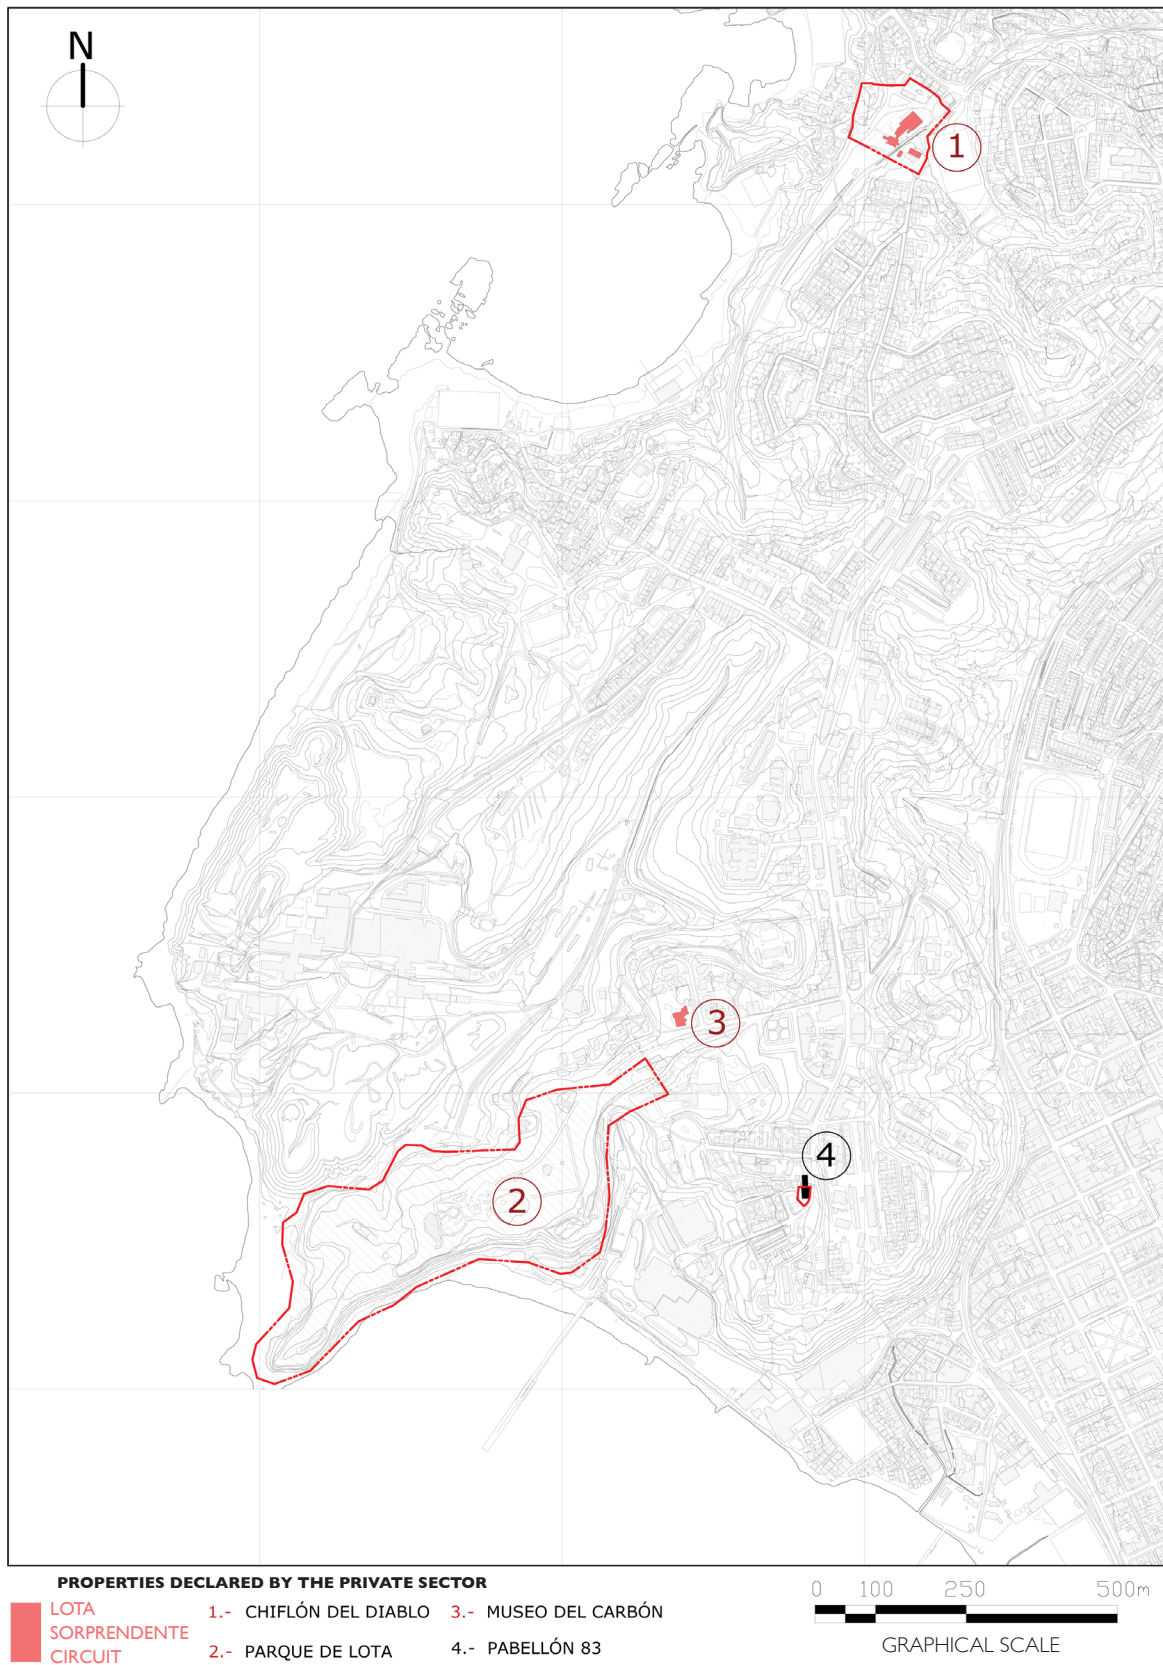 N
1
3
4
2
PROPERTIES DECLARED BY THE PRIVATE SECTOR
LOTA
SORPRENDENTE
CIRCUIT
1.- CHIFLÓN DEL DIABLO
2.- PARQUE DE LOTA
3.- MUSEO DEL CARBÓN
4.- PABELLÓN 83
0 100 250 500m
GRAPHICAL SCALE